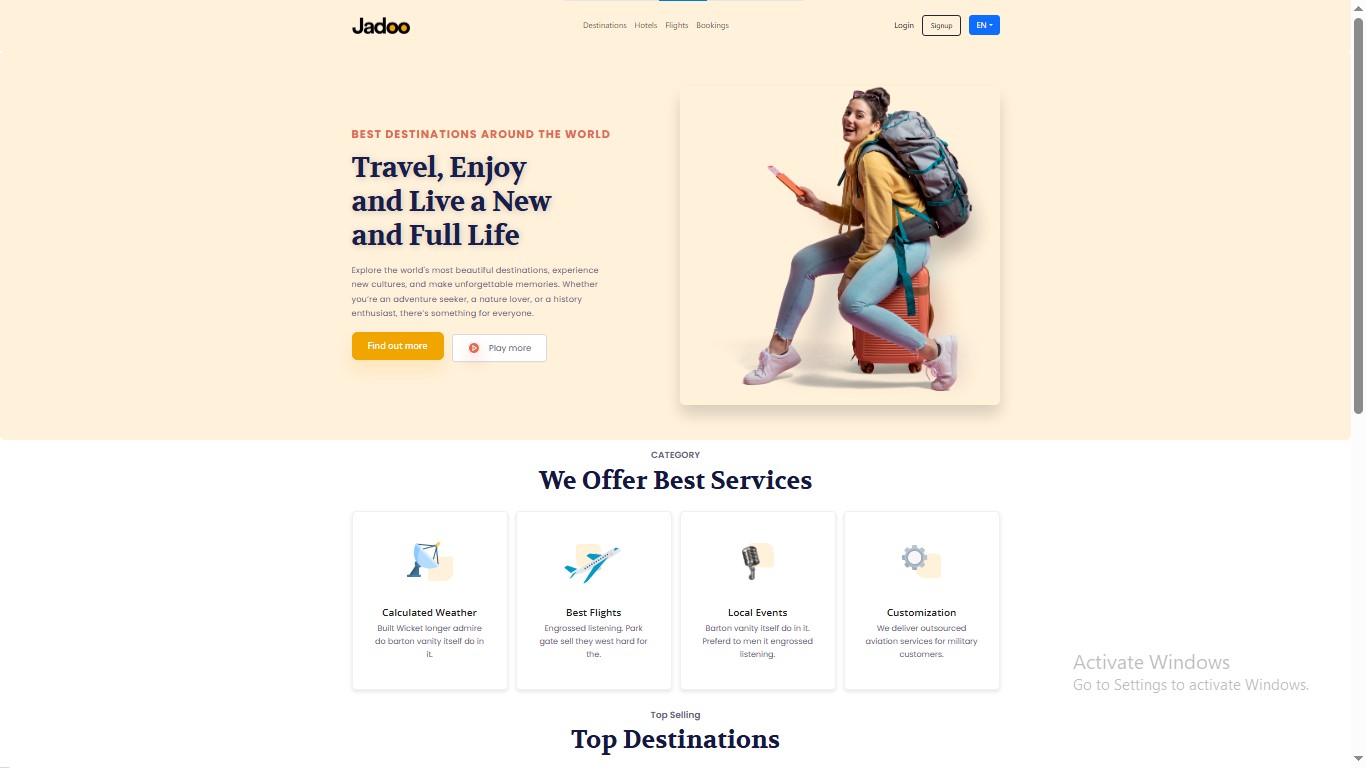 Jadoo
Destinations Hotels Flights Bookings
Login Signup EN
BEST DESTINATIONS AROUND THE WORLD
Travel, Enjoy
and Live a New
and Full Life
Explore the world's most beautiful destinations, experience
new cultures, and make unforgettable memories. Whether
you're an adventure seeker, a nature lover, or a history
enthusiast, there's something for everyone.
Find out more
Play more
CATEGORY
We Offer Best Services
Calculated Weather
Built Wicket longer admire
do barton vanity itself do in
it.
Best Flights
Engrossed listening. Park
gate sell they west hard for
the.
Local Events
Barton vanity itself do in it.
Preferd to men it engrossed
listening.
Customization
We deliver outsourced
aviation services for military
customers.
Activate Windows
Go to Settings to activate Windows.
Top Selling
Top Destinations